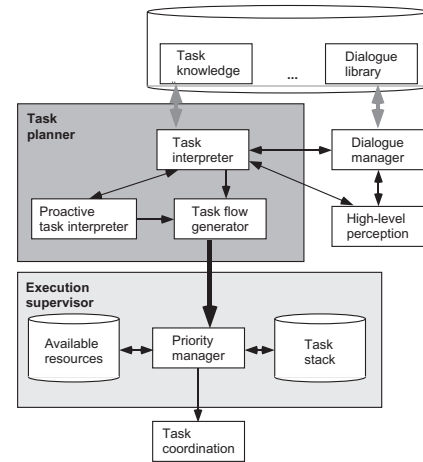 Task
knowledge
...
Dialogue
library
Task
planner
Task
interpreter
Dialogue
manager
Proactive
task interpreter
Task flow
generator
High-level
perception
Execution
supervisor
Available
resources
Priority
manager
Task
stack
Task
coordination